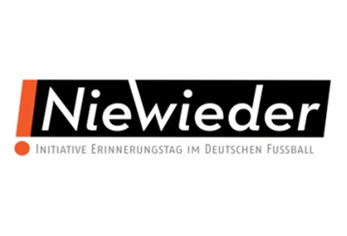 NieWieder
INITIATIVE ERINNERUNGSTAG IM DEUTSCHEN FUSSBALL